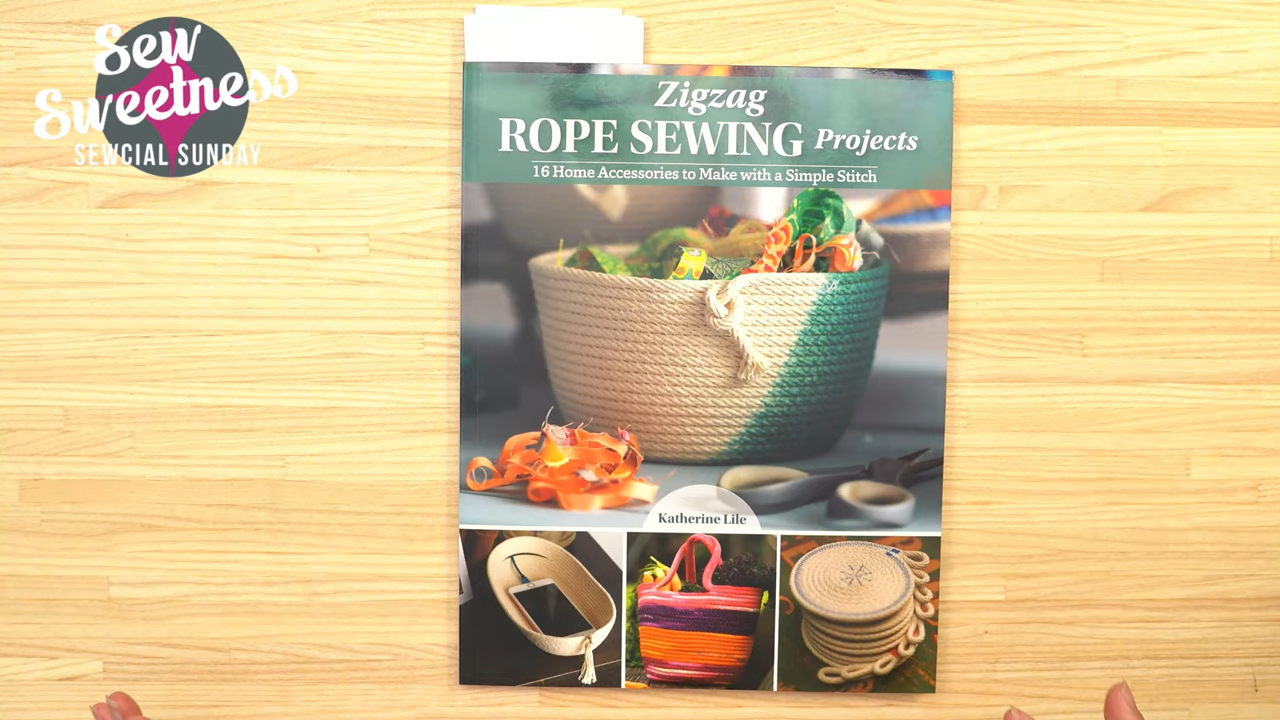 Sew
Sweetness
SEWCIAL SUNDAY
Zigzag
ROPE SEWING Projects
16 Home Accessories to Make with a Simple Stitch
Katherine Lile